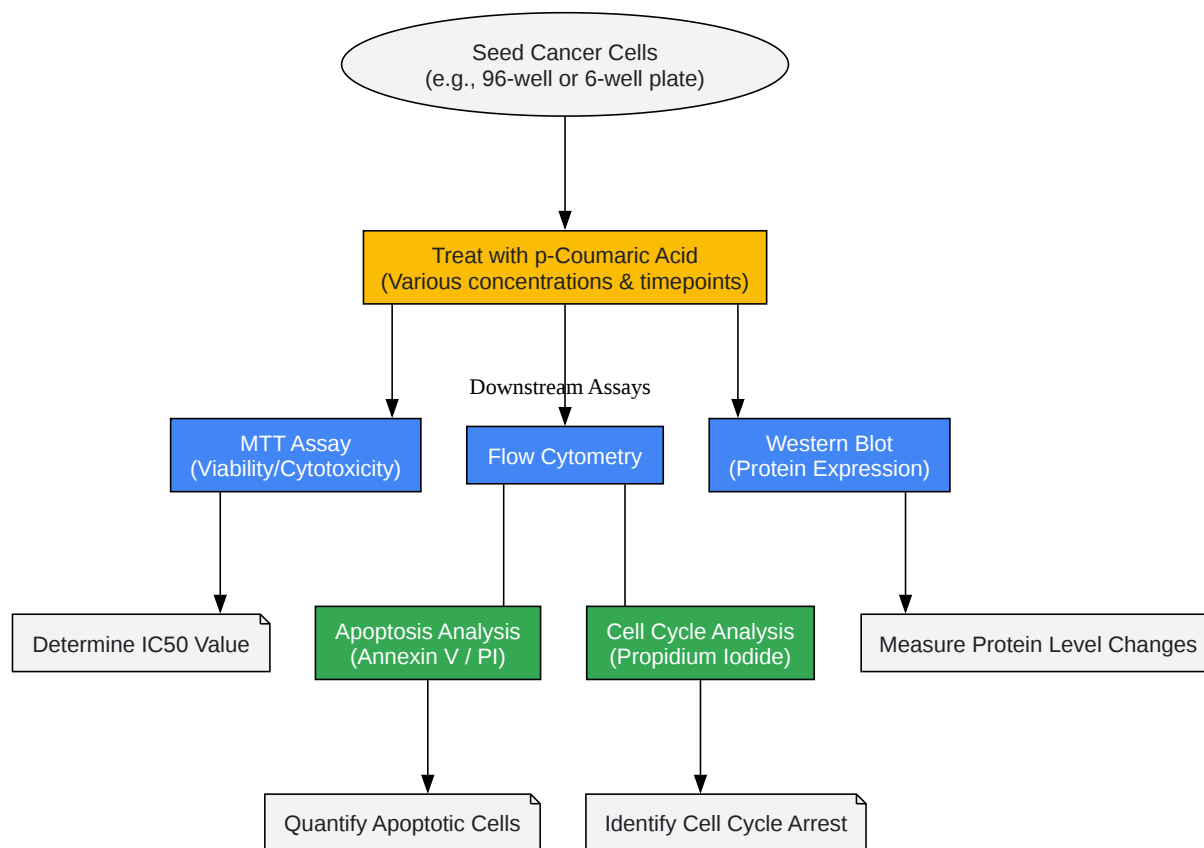 Seed Cancer Cells
(e.g., 96-well or 6-well plate)
Treat with p-Coumaric Acid
(Various concentrations & timepoints)
Downstream Assays
MTT Assay
(Viability/Cytotoxicity)
Flow Cytometry
Western Blot
(Protein Expression)
Determine IC50 Value
Apoptosis Analysis
(Annexin V / PI)
Cell Cycle Analysis
(Propidium Iodide)
Measure Protein Level Changes
Quantify Apoptotic Cells
Identify Cell Cycle Arrest